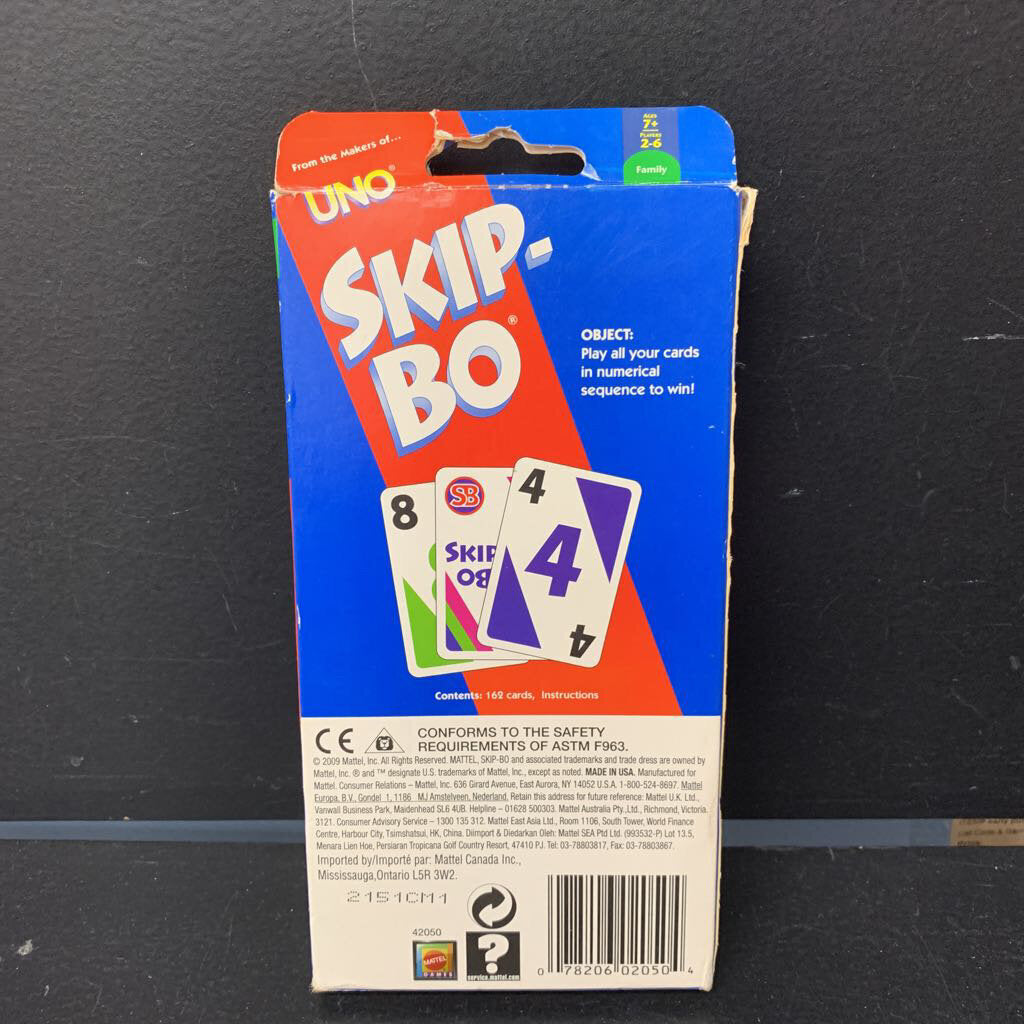 From the Makers of...
UNO®
AGES
7+
PLAYERS
2-6
Family
SKIP-
BO®
OBJECT:
Play all your cards
in numerical
sequence to win!
8
SB
SKIP
BO
4
4
4
Contents: 162 cards, Instructions
CE
CONFORMS TO THE SAFETY
REQUIREMENTS OF ASTM F963.
© 2009 Mattel, Inc. All Rights Reserved. MATTEL, SKIP-BO and associated trademarks and trade dress are owned by
Mattel, Inc. ® and ™ designate U.S. trademarks of Mattel, Inc., except as noted. MADE IN USA. Manufactured for
Mattel. Consumer Relations – Mattel, Inc. 636 Girard Avenue, East Aurora, NY 14052 U.S.A. 1-800-524-8697. Mattel
Europa, B.V., Gondel 1, 1186 MJ Amstelveen, Nederland. Retain this address for future reference: Mattel U.K. Ltd.,
Vanwall Business Park, Maidenhead SL6 4UB. Helpline – 01628 500303. Mattel Australia Pty.,Ltd., Richmond, Victoria.
3121. Consumer Advisory Service – 1300 135 312. Mattel East Asia Ltd., Room 1106, South Tower, World Finance
Centre, Harbour City, Tsimshatsui, HK, China. Diimport & Diedarkan Oleh: Mattel SEA Ptd Ltd. (993532-P) Lot 13.5,
Menara Lien Hoe, Persiaran Tropicana Golf Country Resort, 47410 PJ. Tel: 03-78803817, Fax: 03-78803867.
Imported by/Importé par: Mattel Canada Inc.,
Mississauga,Ontario L5R 3W2.
2151CM1
42050
MATTEL
GAMES
?
service.mattel.com
0 78206 02050 4